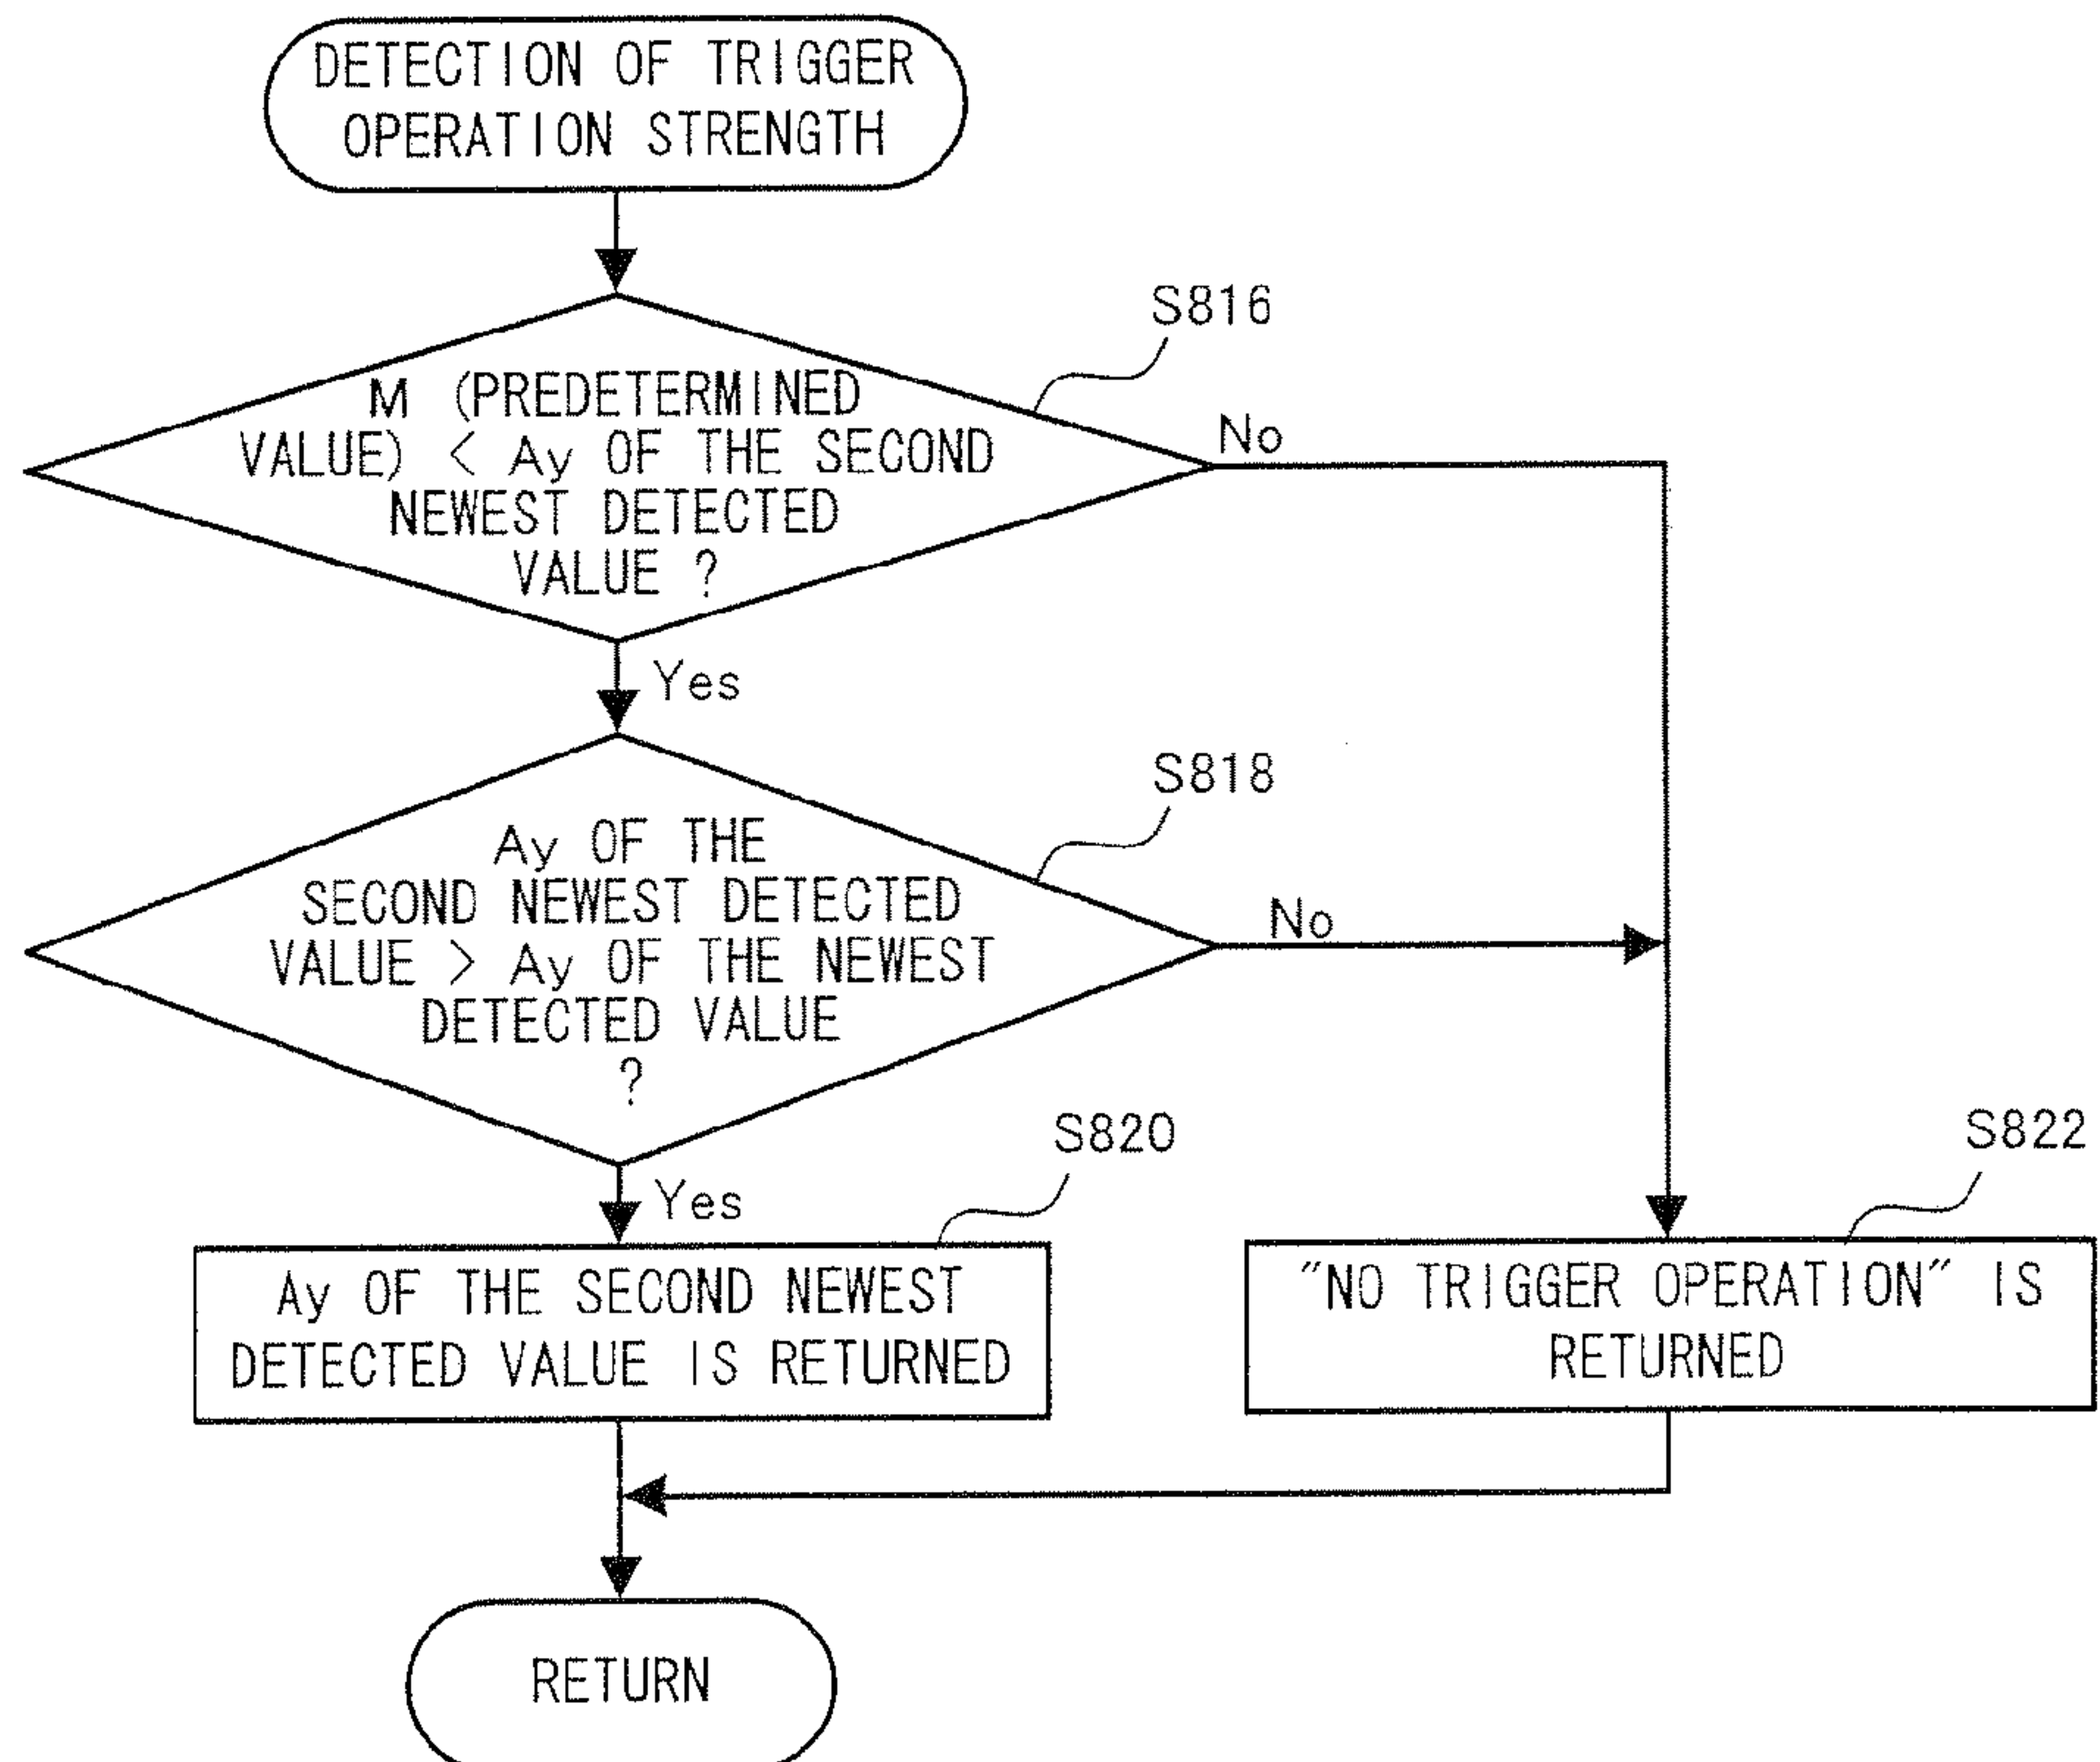 DETECTION OF TRIGGER
OPERATION STRENGTH
S816
M (PREDETERMINED
VALUE) < Ay OF THE SECOND
NEWEST DETECTED
VALUE ?
No
Yes
S818
Ay OF THE
SECOND NEWEST DETECTED
VALUE > Ay OF THE NEWEST
DETECTED VALUE
?
No
Yes
S820
S822
Ay OF THE SECOND NEWEST
DETECTED VALUE IS RETURNED
"NO TRIGGER OPERATION" IS
RETURNED
RETURN